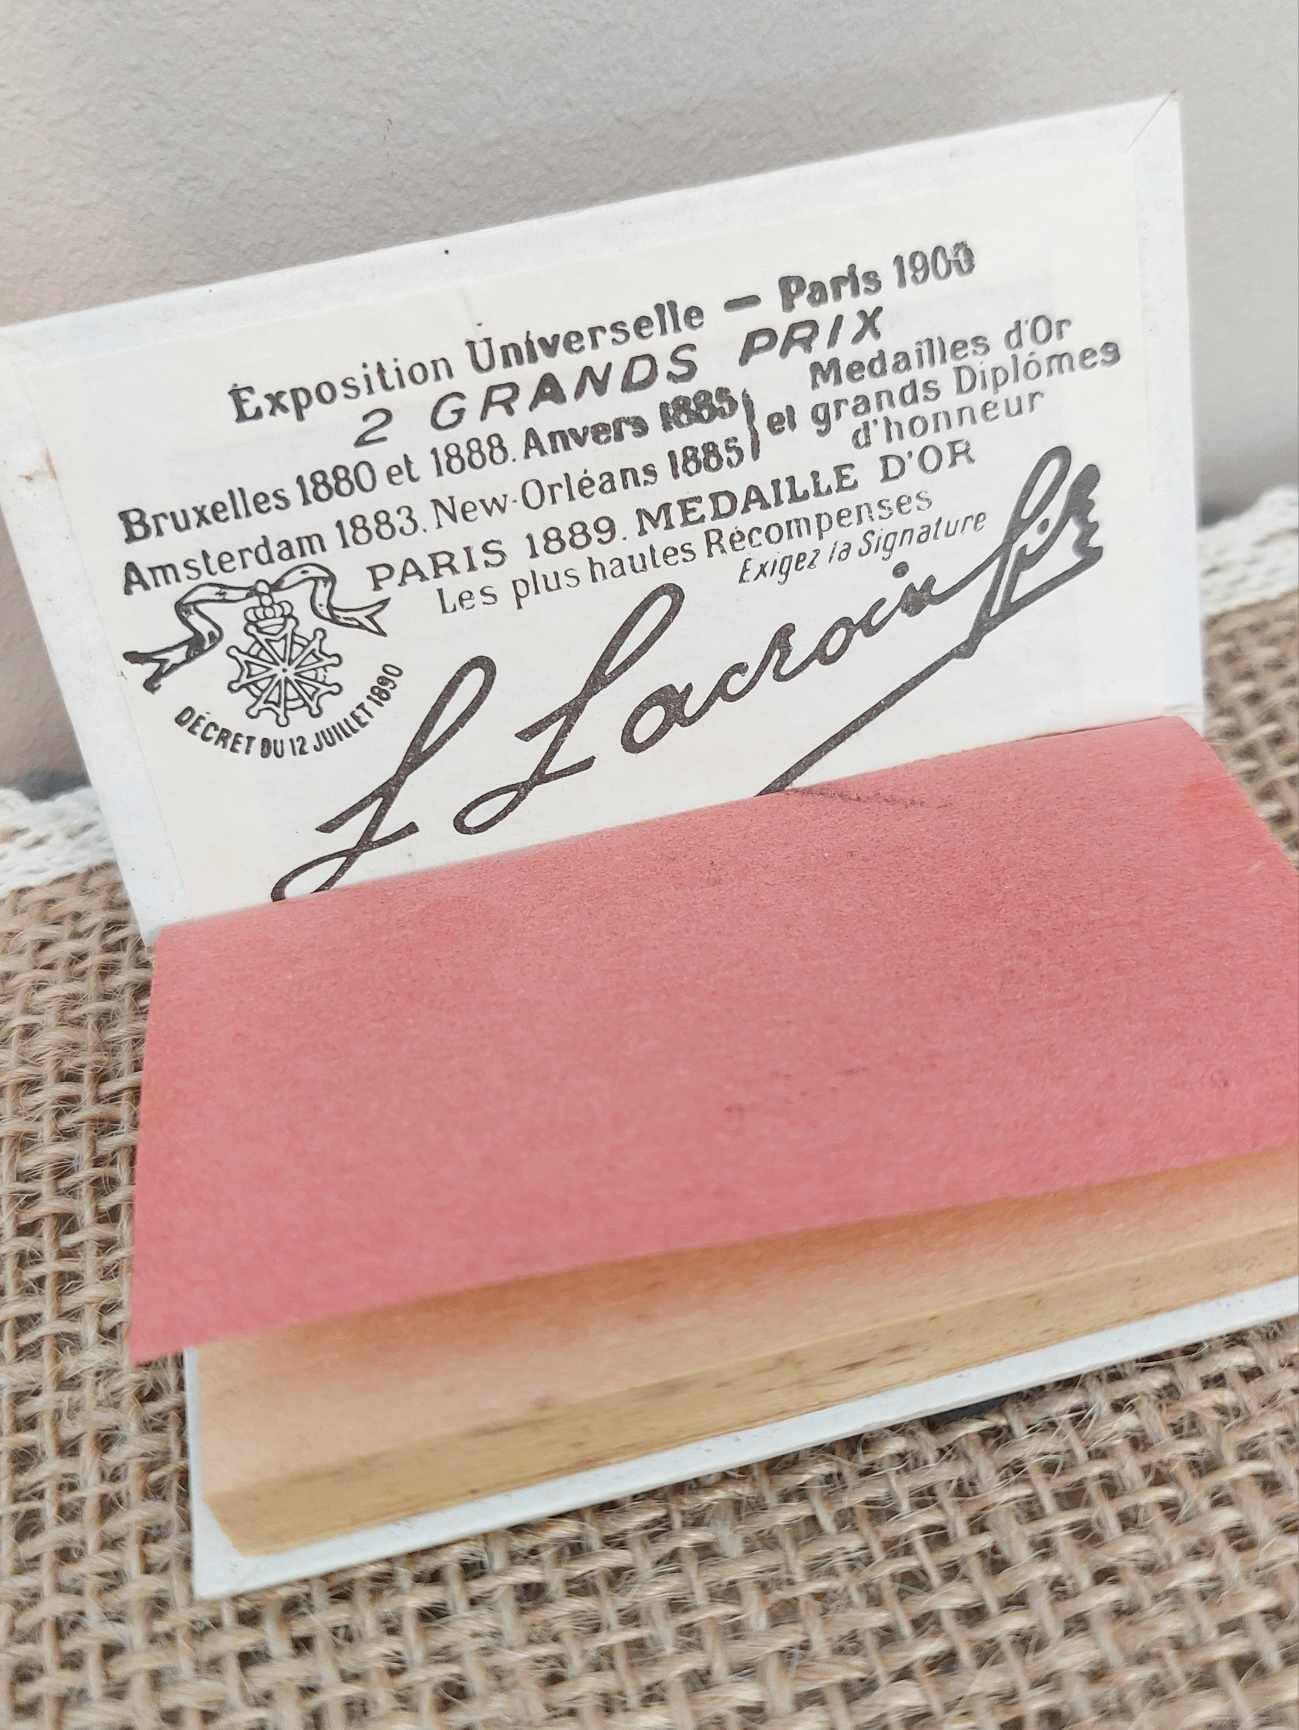 Exposition Universelle — Paris 1900
2 GRANDS PRIX
Bruxelles 1880 et 1888. Anvers 1885
Amsterdam 1883. New-Orléans 1885
Medailles d'Or
et grands Diplómes
d'honneur
PARIS 1889. MEDAILLE D'OR
Les plus hautes Récompenses
Exigez la Signature
L Lacroix fils
DÉCRET DU 12 JUILLET 1890